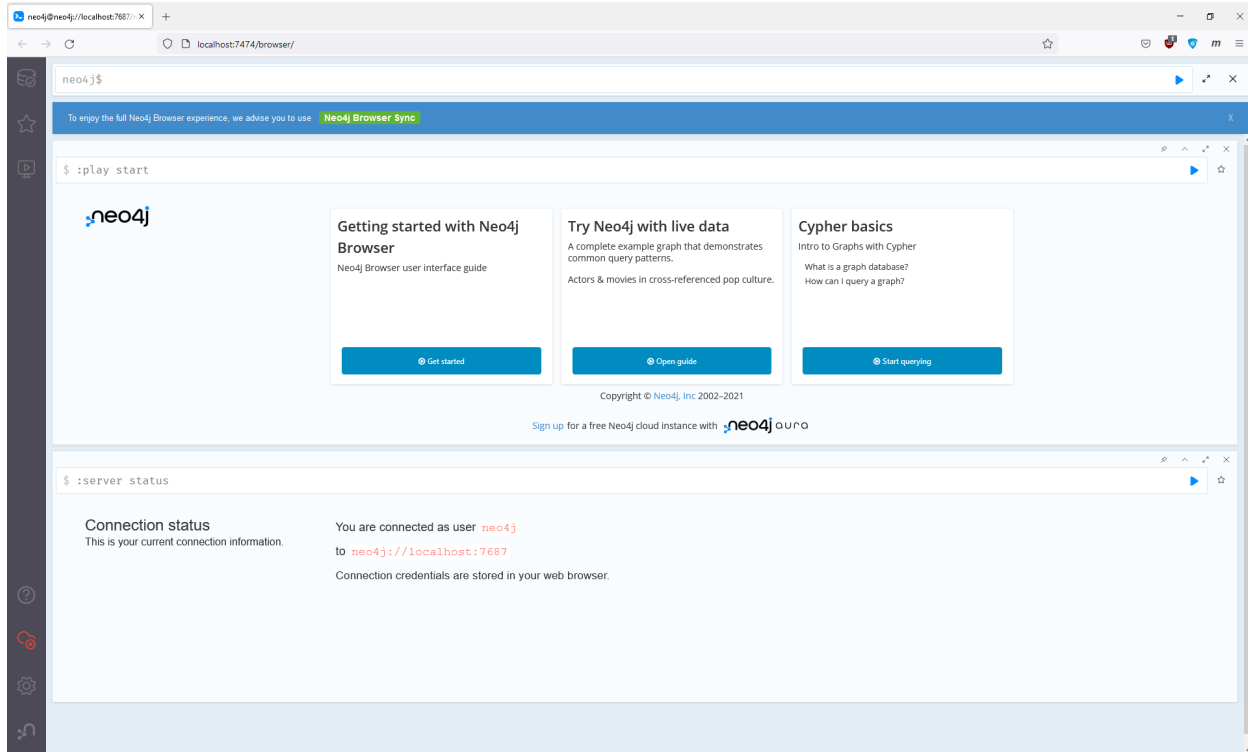 neo4j@neo4j://localhost:7687/
localhost:7474/browser/
1
m
neo4j$
To enjoy the full Neo4j Browser experience, we advise you to use Neo4j Browser Sync
X
$ :play start
neo4j
Getting started with Neo4j Browser
Neo4j Browser user interface guide
Get started
Try Neo4j with live data
A complete example graph that demonstrates
common query patterns.
Actors & movies in cross-referenced pop culture.
Open guide
Cypher basics
Intro to Graphs with Cypher
What is a graph database?
How can I query a graph?
Start querying
Copyright © Neo4j, Inc 2002–2021
Sign up for a free Neo4j cloud instance with neo4j aura
$ :server status
Connection status
This is your current connection information.
You are connected as user neo4j
to neo4j://localhost:7687
Connection credentials are stored in your web browser.